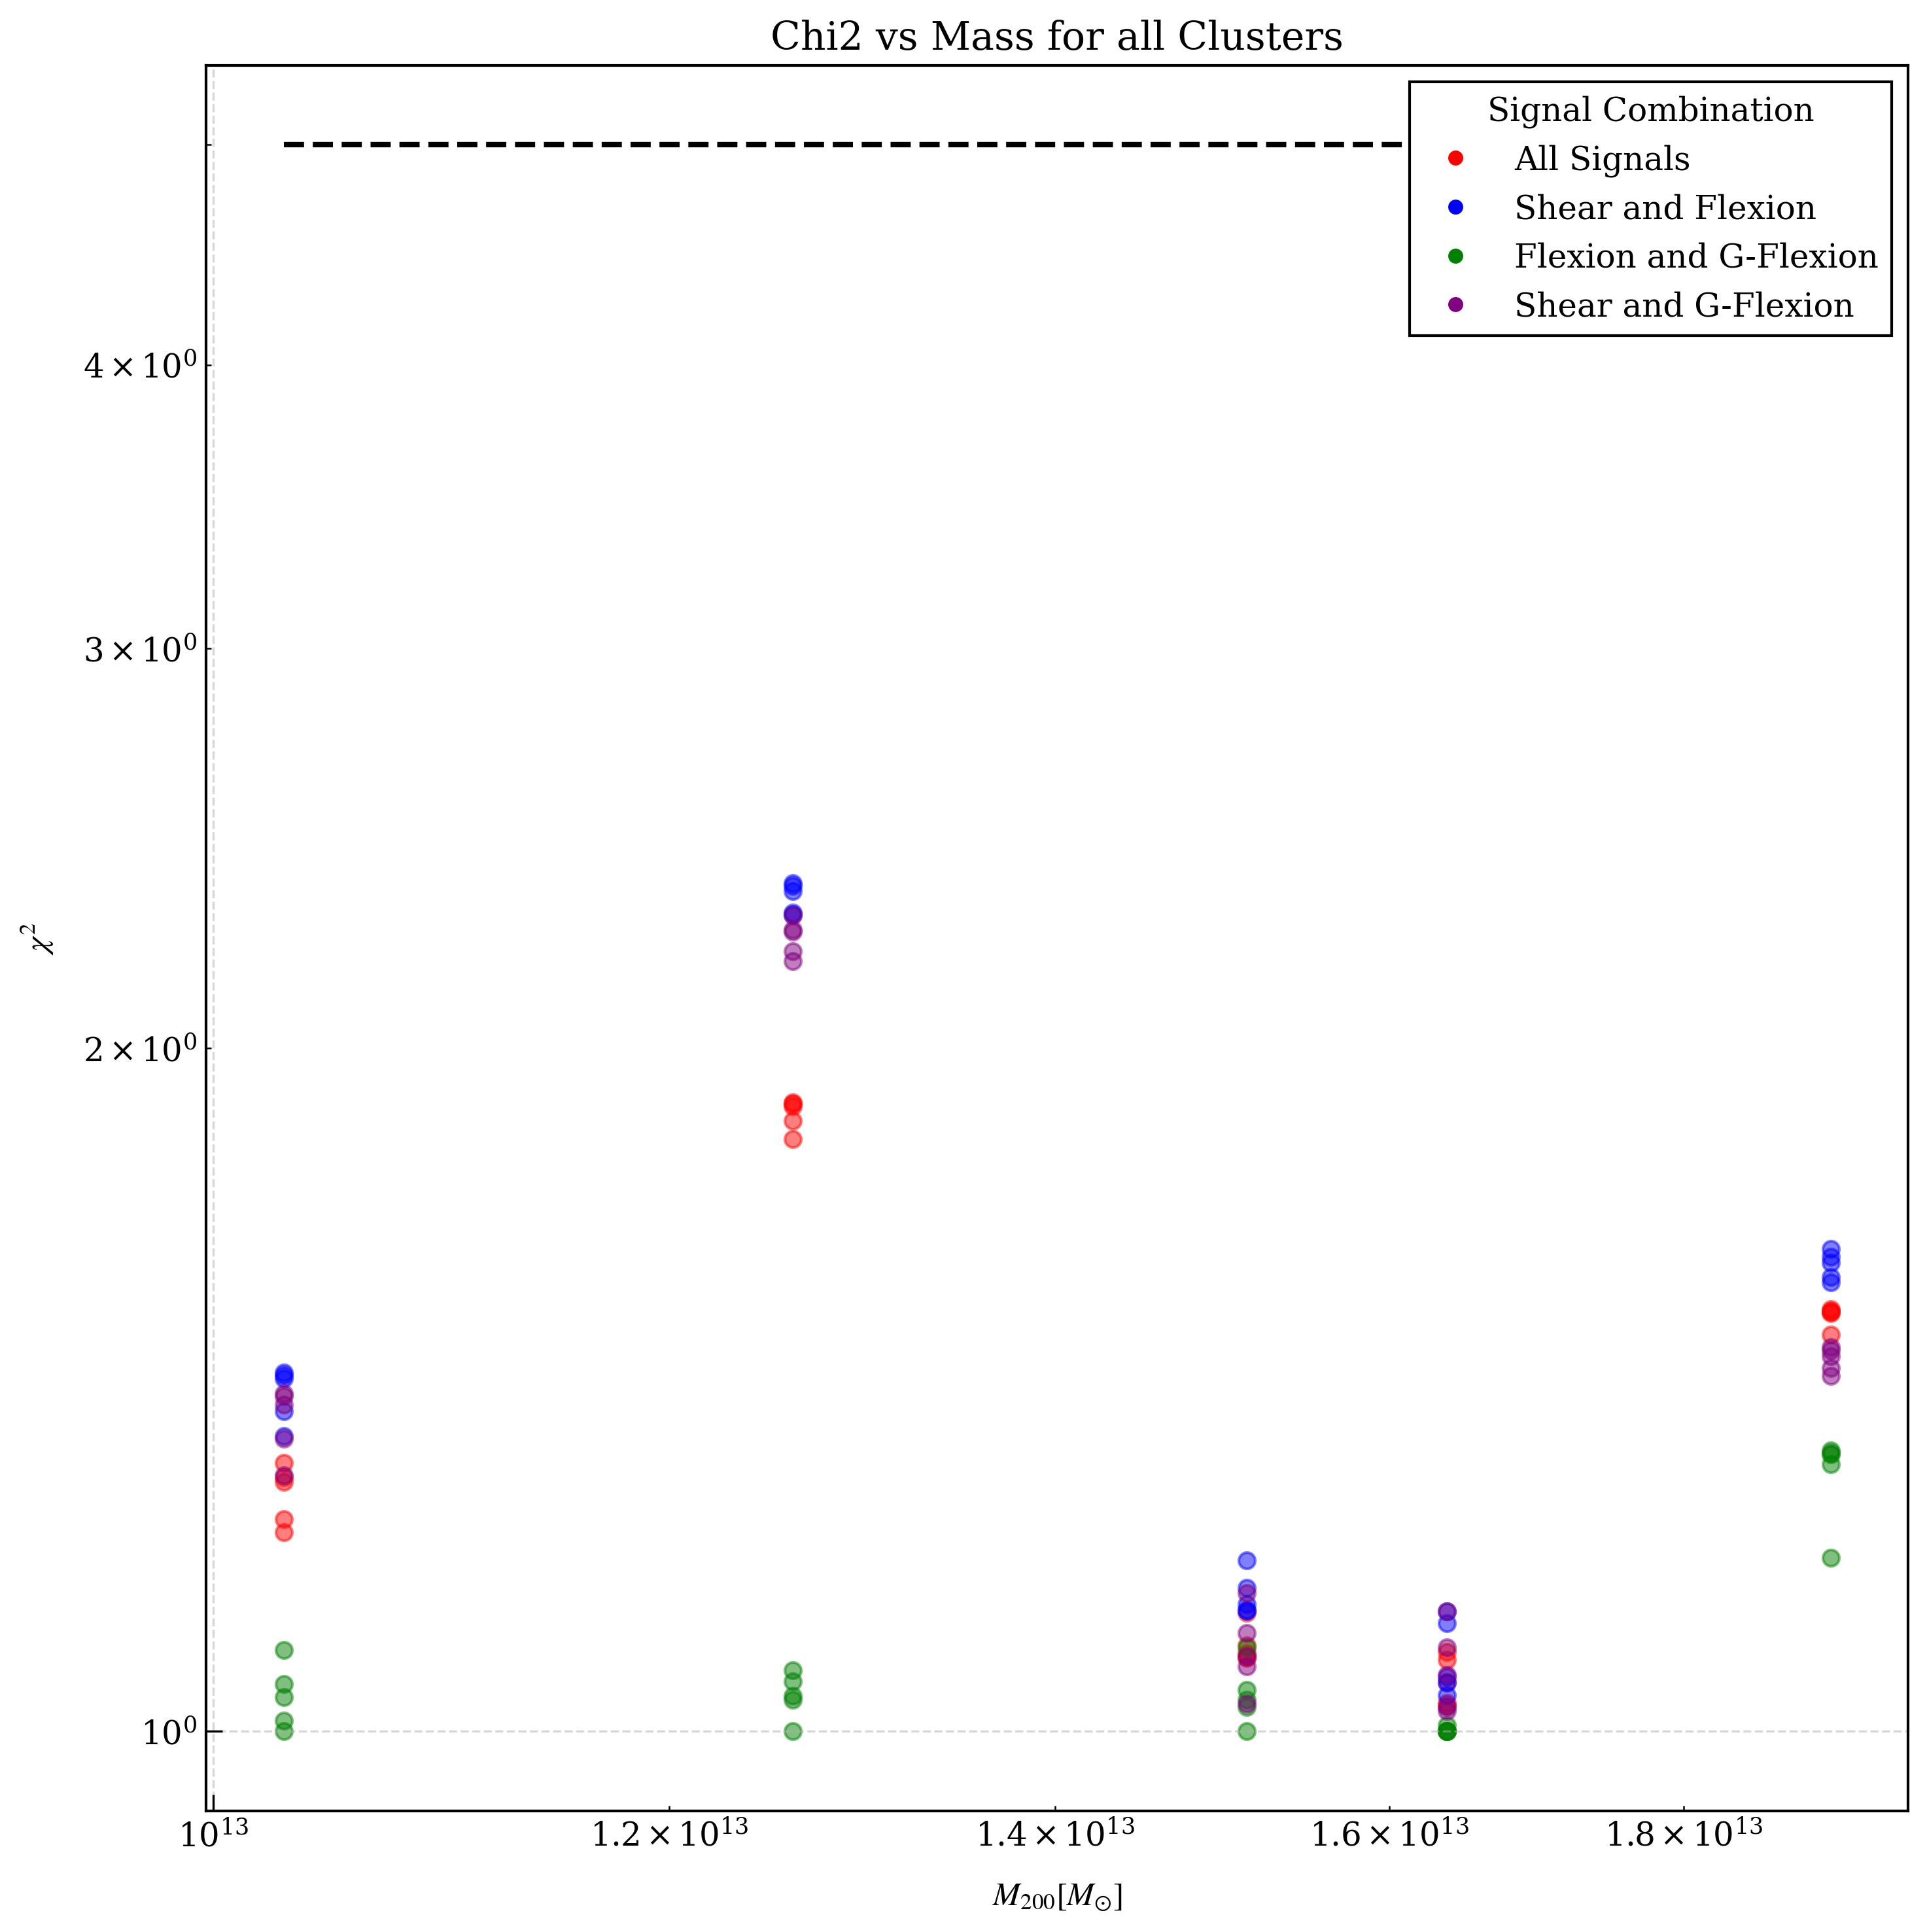 Chi2 vs Mass for all Clusters
Signal Combination
All Signals
Shear and Flexion
Flexion and G-Flexion
Shear and G-Flexion
4 × 10⁰
3 × 10⁰
2 × 10⁰
10⁰
χ²
10¹³
1.2 × 10¹³
1.4 × 10¹³
1.6 × 10¹³
1.8 × 10¹³
M₂₀₀[M⊙]